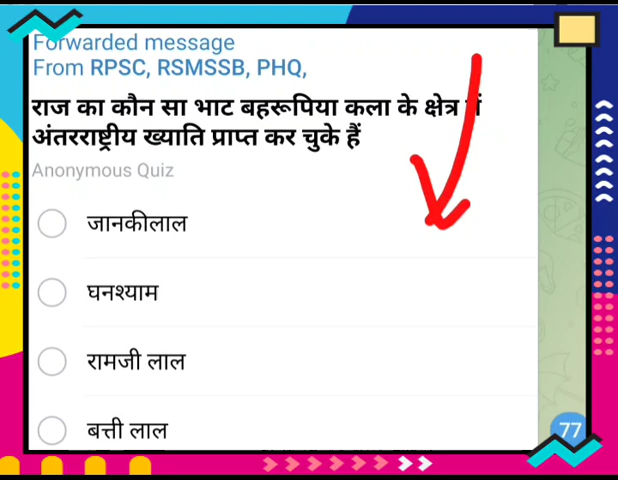 Forwarded message
From RPSC, RSMSSB, PHQ,
राज का कौन सा भाट बहरूपिया कला के क्षेत्र में
अंतरराष्ट्रीय ख्याति प्राप्त कर चुके हैं
Anonymous Quiz
जानकीलाल
घनश्याम
रामजी लाल
बत्ती लाल
77